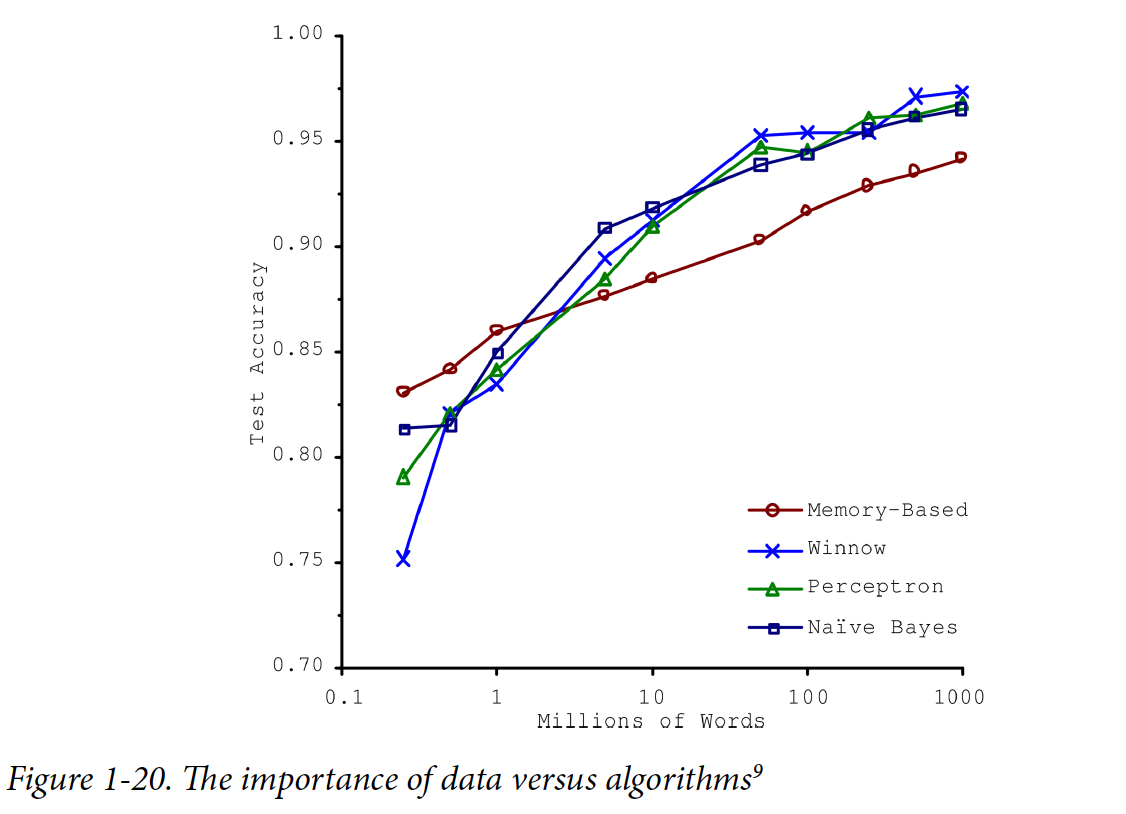 1.00
0.95
0.90
0.85
0.80
0.75
0.70
Test Accuracy
0.1 1 10 100 1000
Millions of Words
Memory-Based
Winnow
Perceptron
Naïve Bayes
Figure 1-20. The importance of data versus algorithms⁹